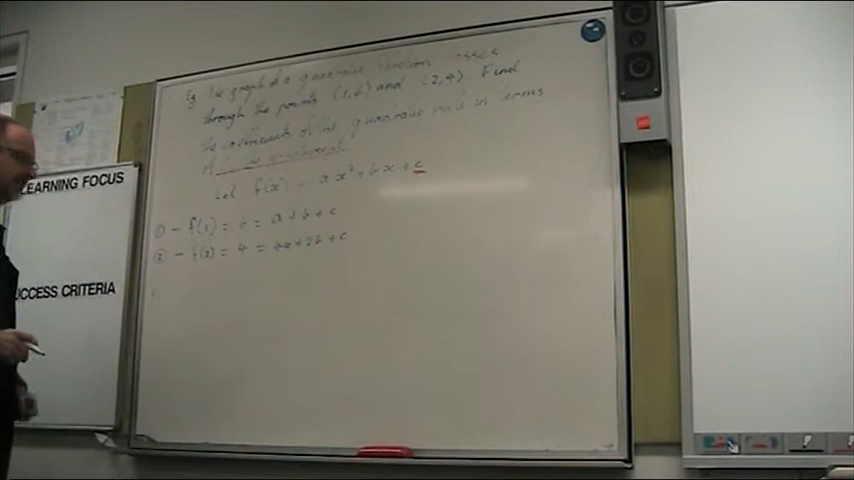 Eg The graph of a quadratic function passes
through the points (1,6) and (2,4) Find
the coefficients of the quadratic rule in terms
of
Let f(x) = ax² + bx + c
① - f(1) = 6 = a + b + c
② - f(2) = 4 = 4a + 2b + c
LEARNING FOCUS
UCCESS CRITERIA